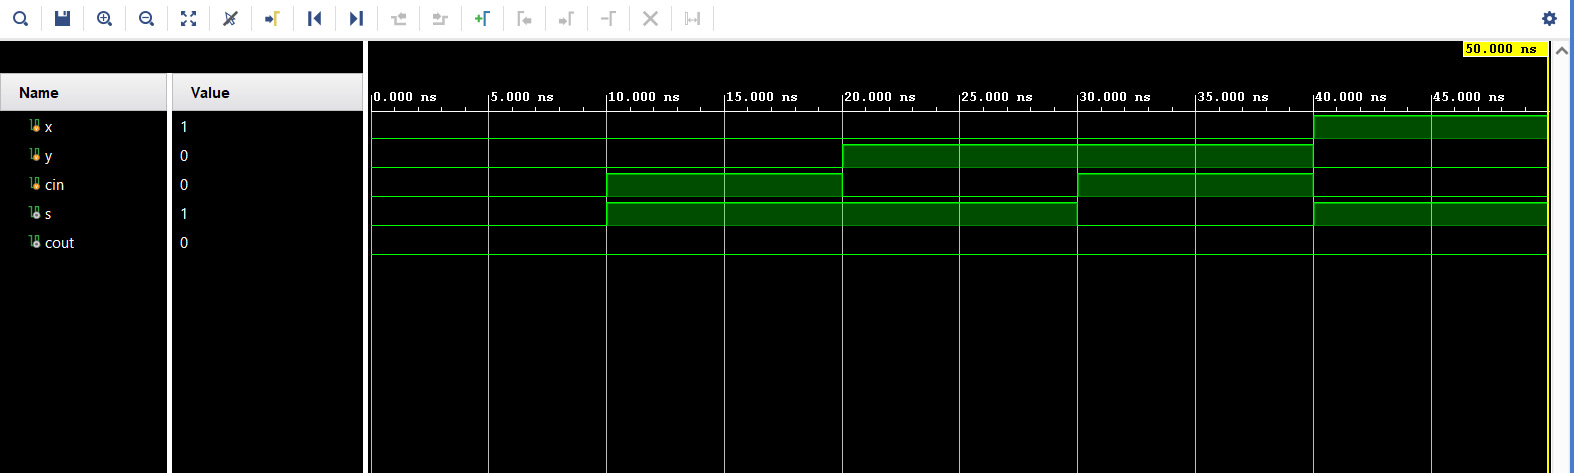 50.000 ns
Name Value
0.000 ns 5.000 ns 10.000 ns 15.000 ns 20.000 ns 25.000 ns 30.000 ns 35.000 ns 40.000 ns 45.000 ns
x 1
y 0
cin 0
s 1
cout 0